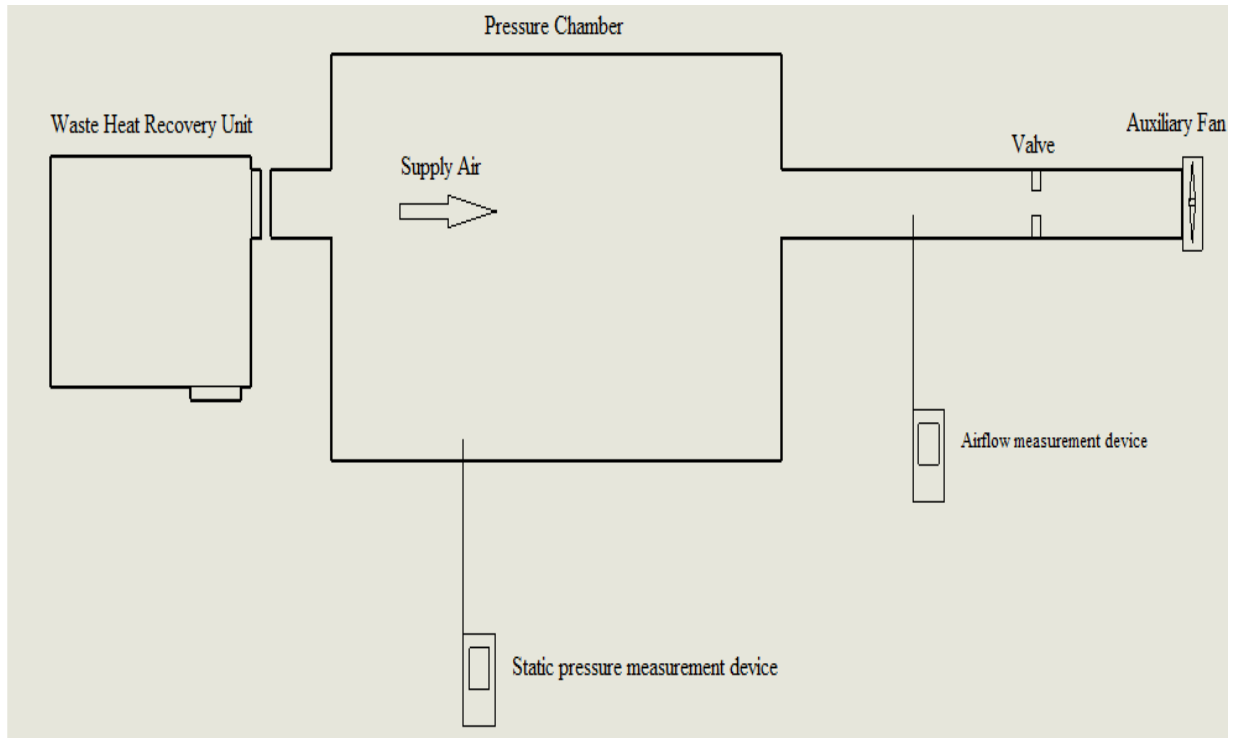 Pressure Chamber
Waste Heat Recovery Unit
Auxiliary Fan
Valve
Supply Air
Airflow measurement device
Static pressure measurement device